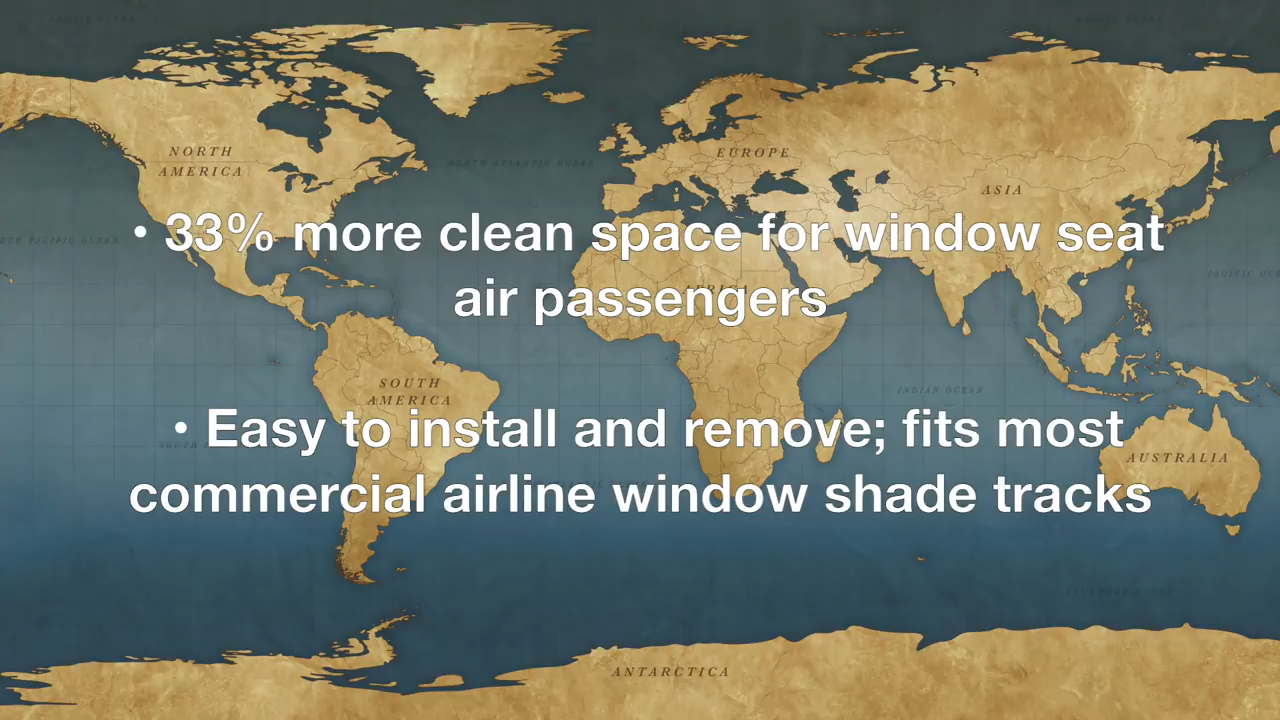 NORTH
AMERICA
EUROPE
ASIA
• 33% more clean space for window seat
air passengers
SOUTH
AMERICA
INDIAN OCEAN
• Easy to install and remove; fits most
commercial airline window shade tracks
AUSTRALIA
ANTARCTICA